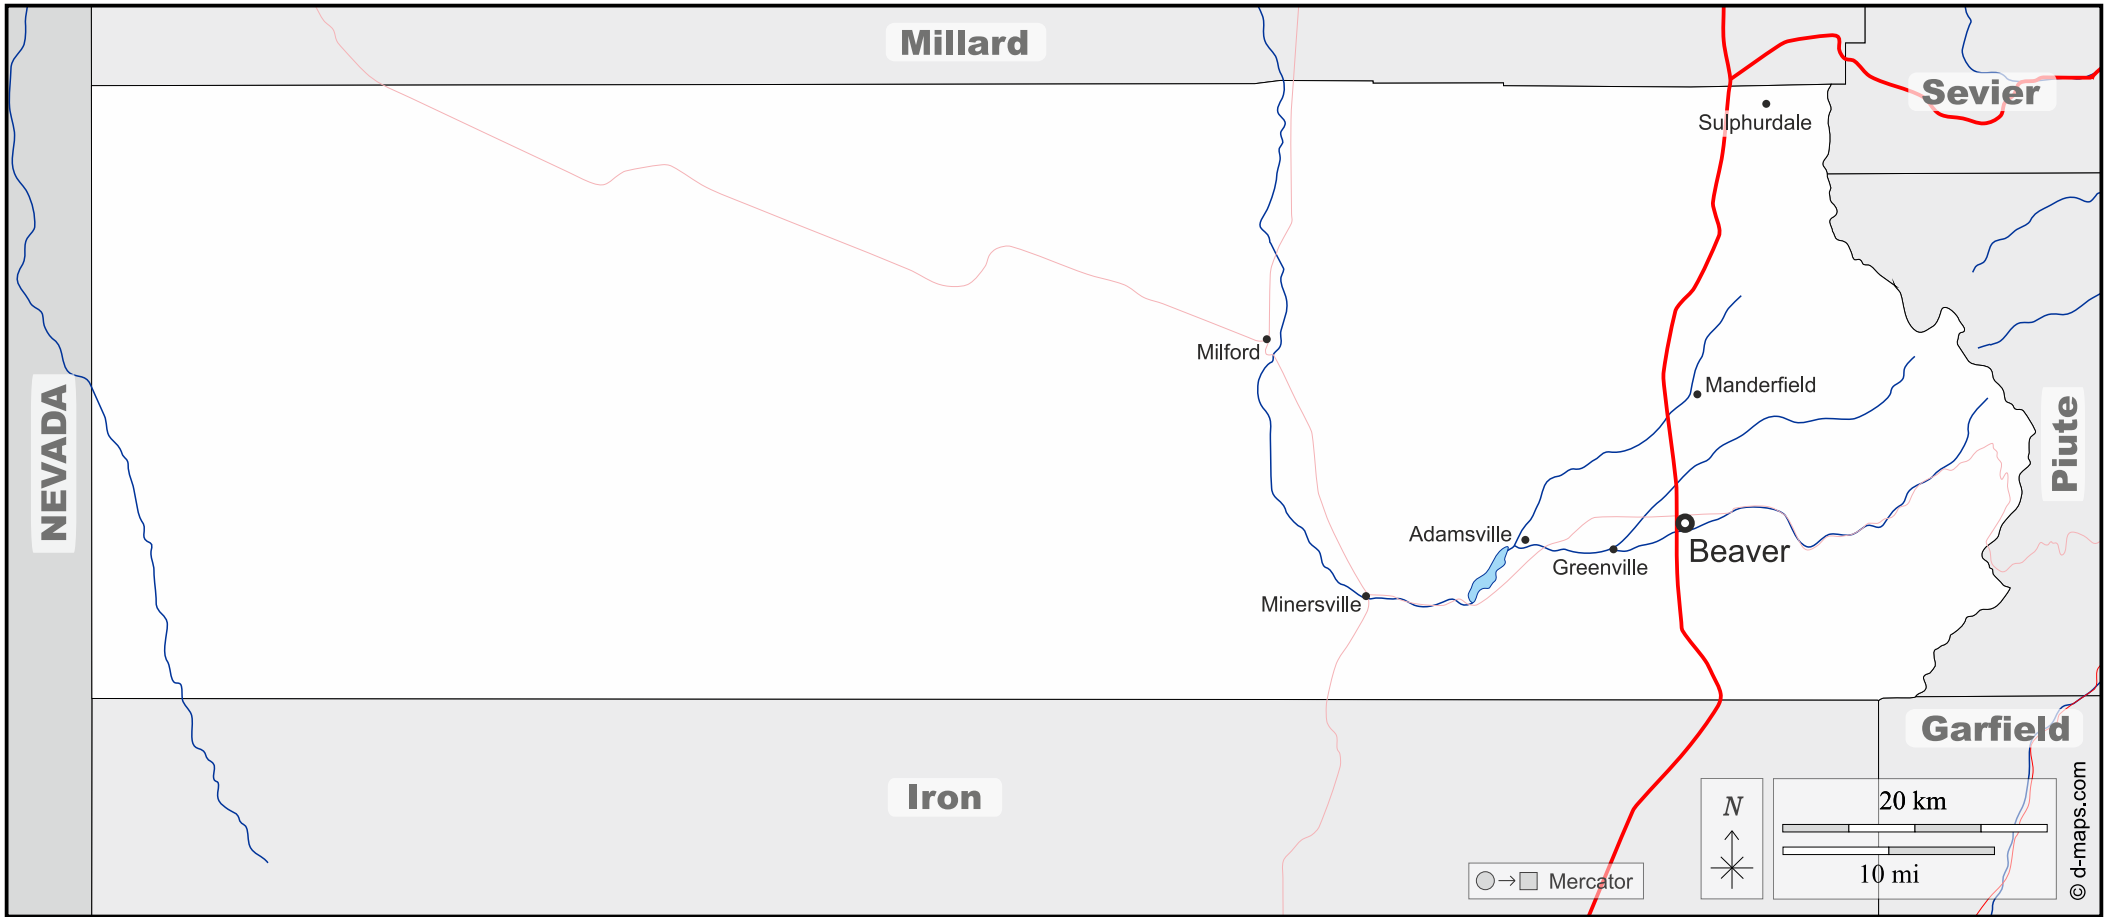 Millard
Sevier
Sulphurdale
Milford
Manderfield
NEVADA
Piute
Adamsville
Beaver
Greenville
Minersville
Garfield
Iron
N
20 km
10 mi
Mercator
© d-maps.com